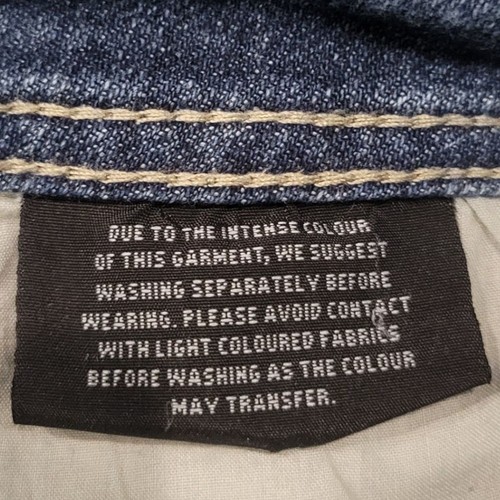 DUE TO THE INTENSE COLOUR
OF THIS GARMENT, WE SUGGEST
WASHING SEPARATELY BEFORE
WEARING. PLEASE AVOID CONTACT
WITH LIGHT COLOURED FABRICS
BEFORE WASHING AS THE COLOUR
MAY TRANSFER.